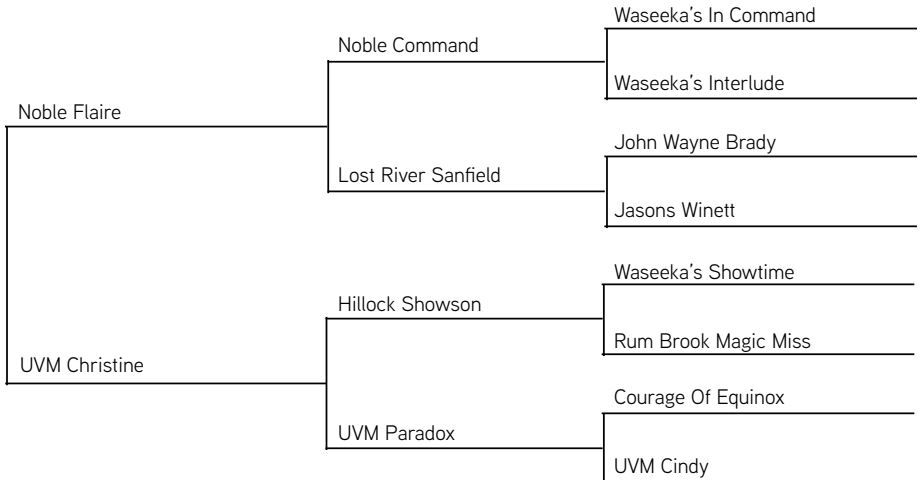 Waseeka’s In Command
Noble Command
Waseeka’s Interlude
Noble Flaire
John Wayne Brady
Lost River Sanfield
Jasons Winett
Waseeka’s Showtime
Hillock Showson
Rum Brook Magic Miss
UVM Christine
Courage Of Equinox
UVM Paradox
UVM Cindy